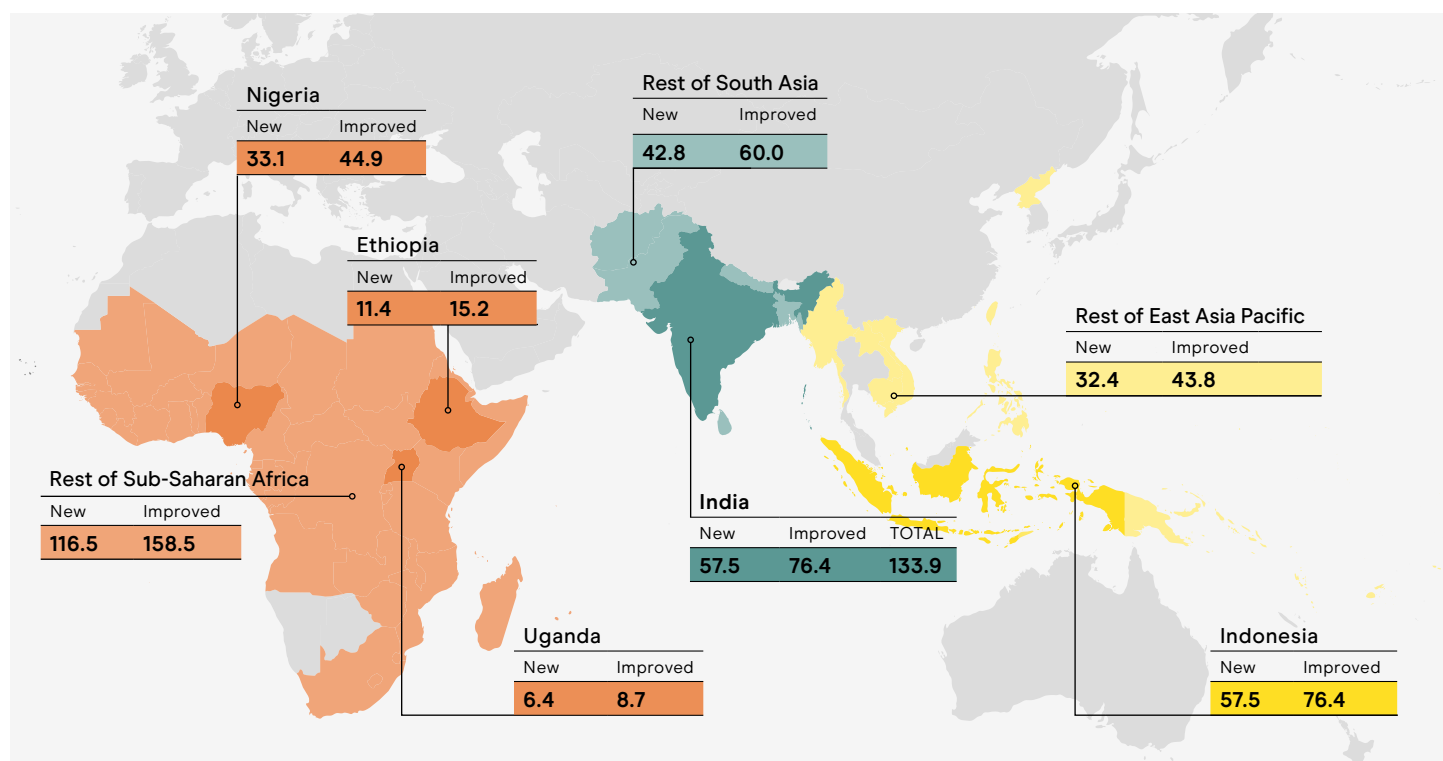 Rest of South Asia
New Improved
42.8 60.0
Nigeria
New Improved
33.1 44.9
Ethiopia
New Improved
11.4 15.2
Rest of East Asia Pacific
New Improved
32.4 43.8
Rest of Sub-Saharan Africa
New Improved
116.5 158.5
India
New Improved TOTAL
57.5 76.4 133.9
Uganda
New Improved
6.4 8.7
Indonesia
New Improved
57.5 76.4